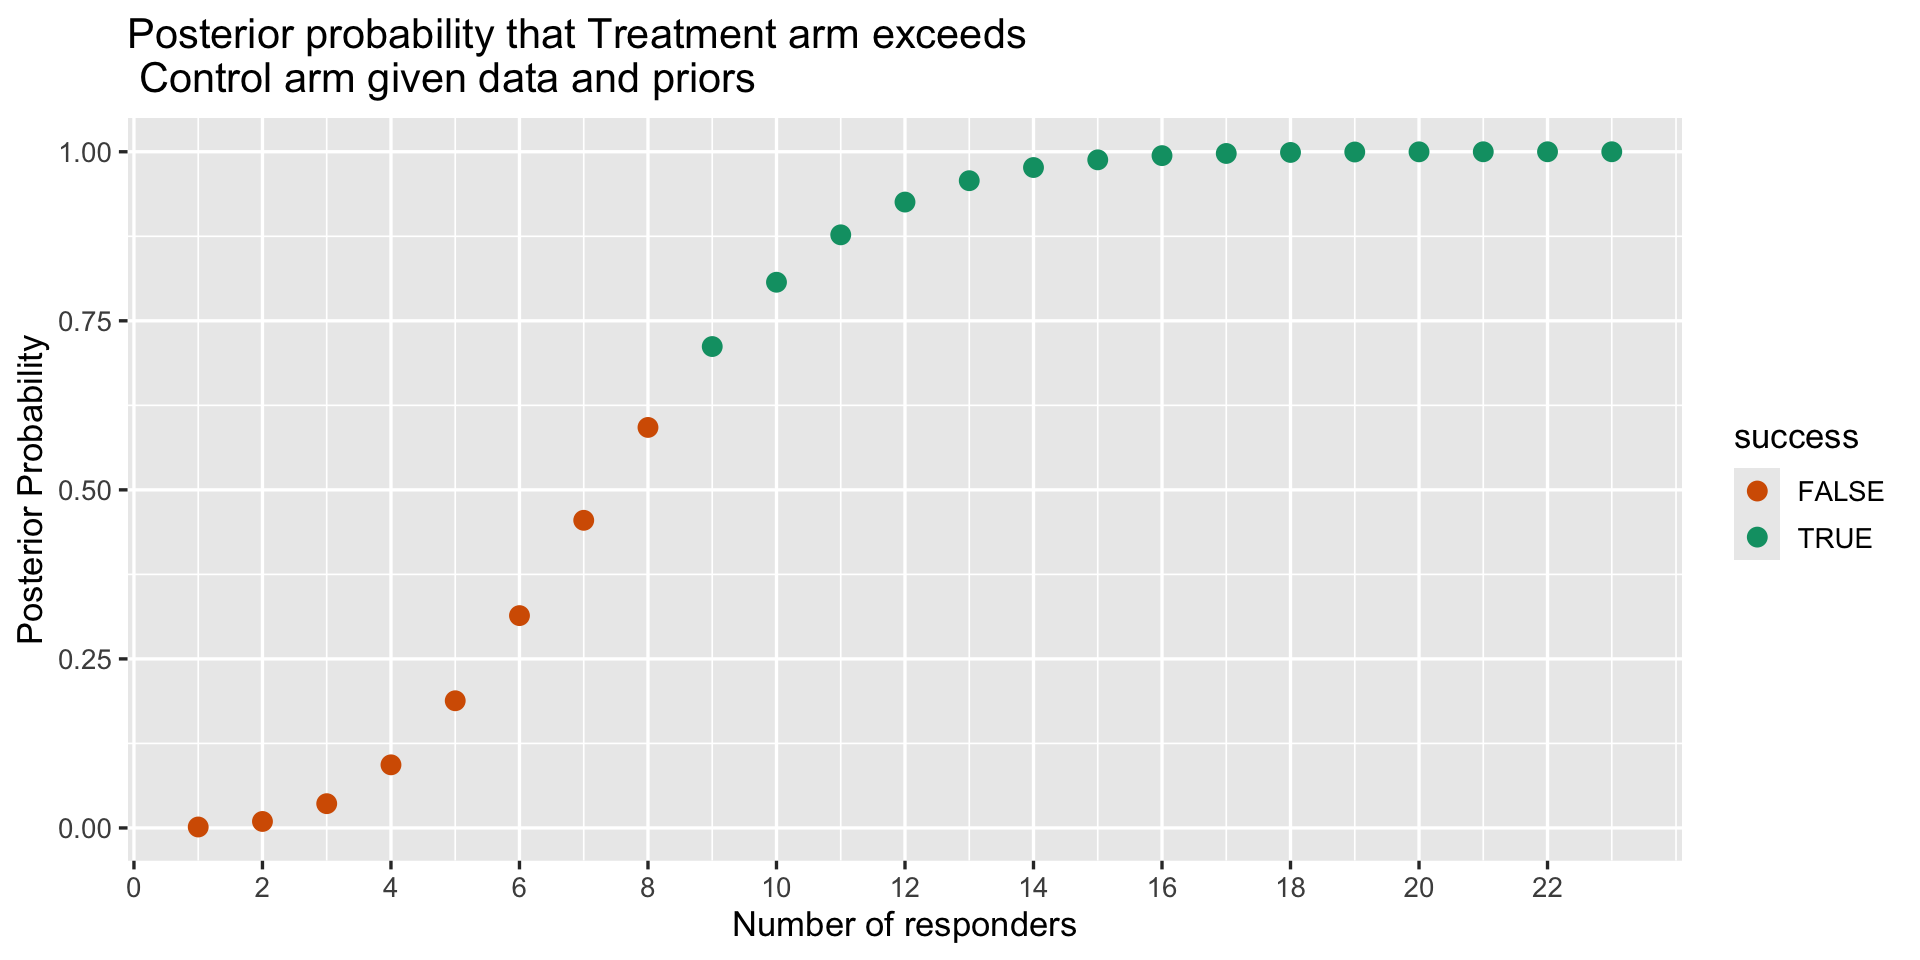 Posterior probability that Treatment arm exceeds
Control arm given data and priors
Posterior Probability
1.00
0.75
0.50
0.25
0.00
0 2 4 6 8 10 12 14 16 18 20 22
Number of responders
success
FALSE
TRUE